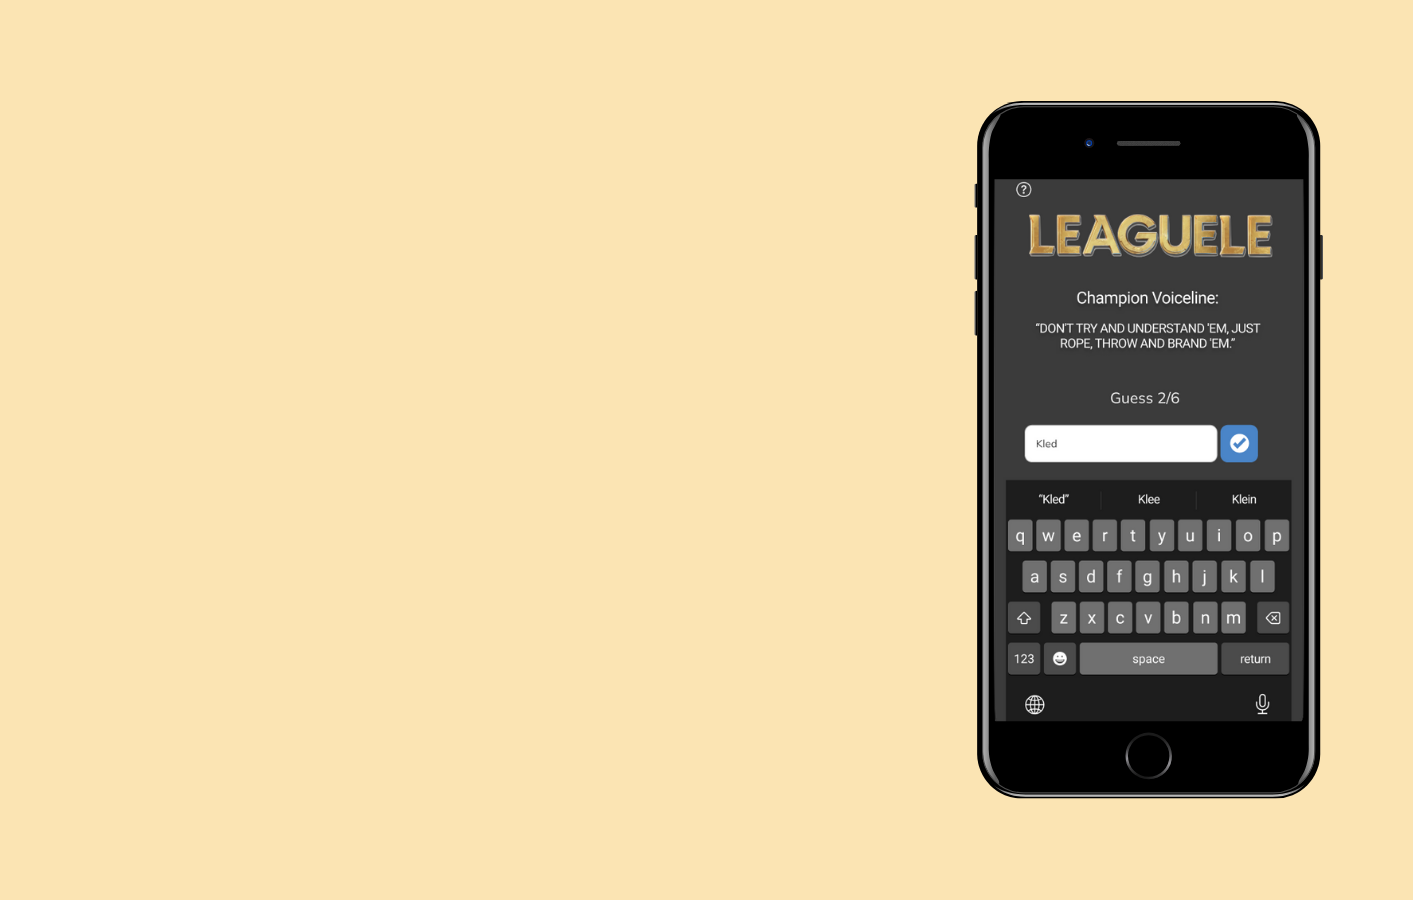 ?
LEAGUELE
Champion Voiceline:
“DON'T TRY AND UNDERSTAND 'EM, JUST
ROPE, THROW AND BRAND 'EM.”
Guess 2/6
Kled
“Kled” Klee Klein
q w e r t y u i o p
a s d f g h j k l
z x c v b n m
123 space return